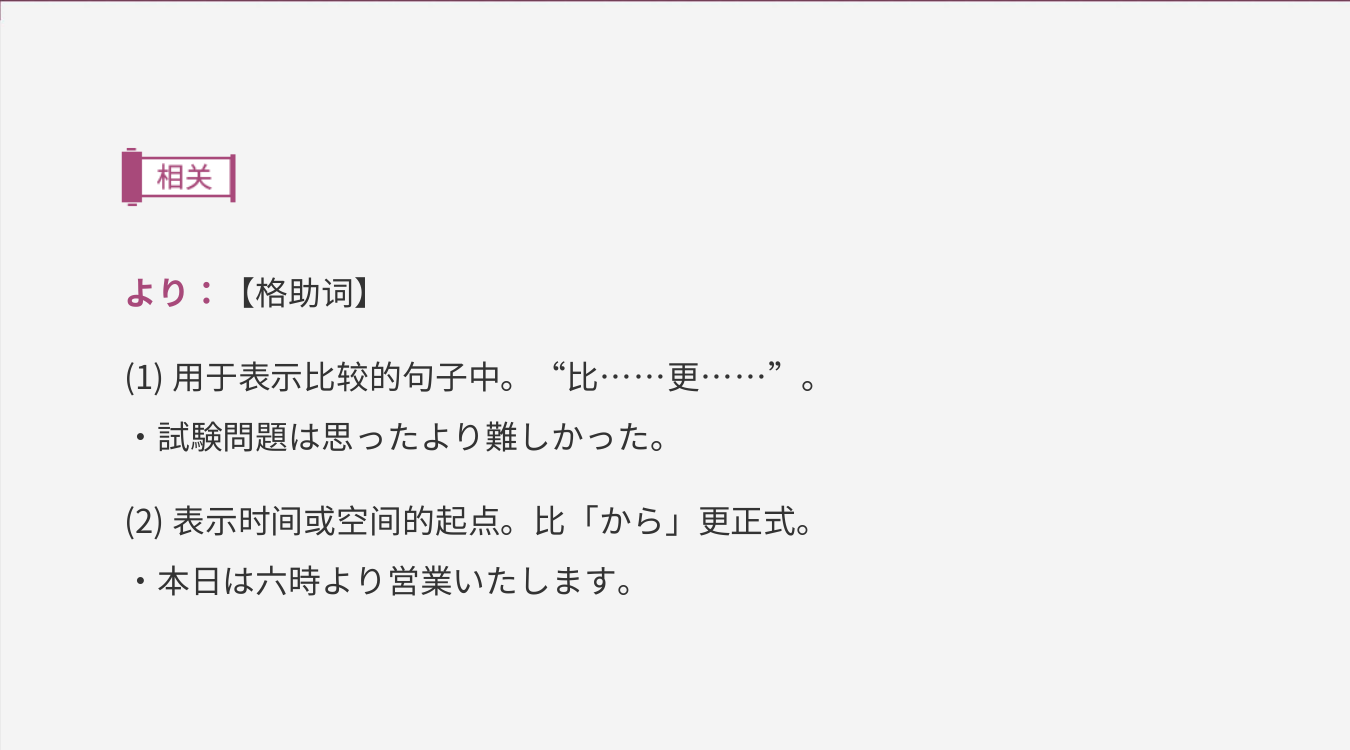 相关
より：【格助词】
(1) 用于表示比较的句子中。“比……更……”。
・試験問題は思ったより難しかった。
(2) 表示时间或空间的起点。比「から」更正式。
・本日は六時より営業いたします。